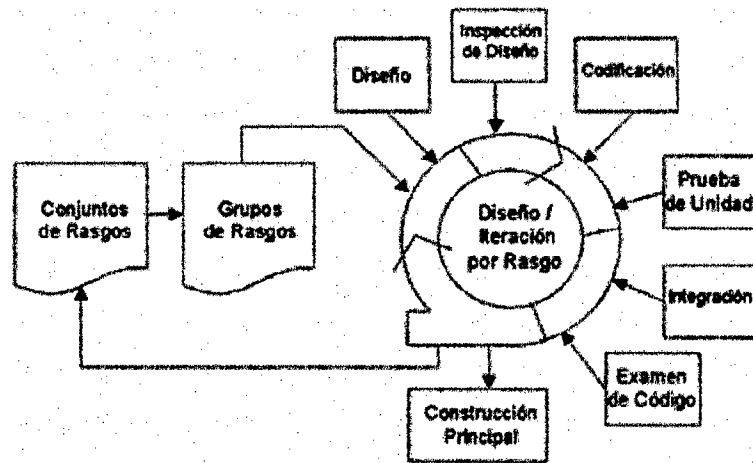 Inspección
de Diseño
Diseño
Codificación
Conjuntos
de Rasgos
Grupos
de Rasgos
Diseño /
Iteración
por Rasgo
Prueba
de Unidad
Integración
Examen
de Código
Construcción
Principal